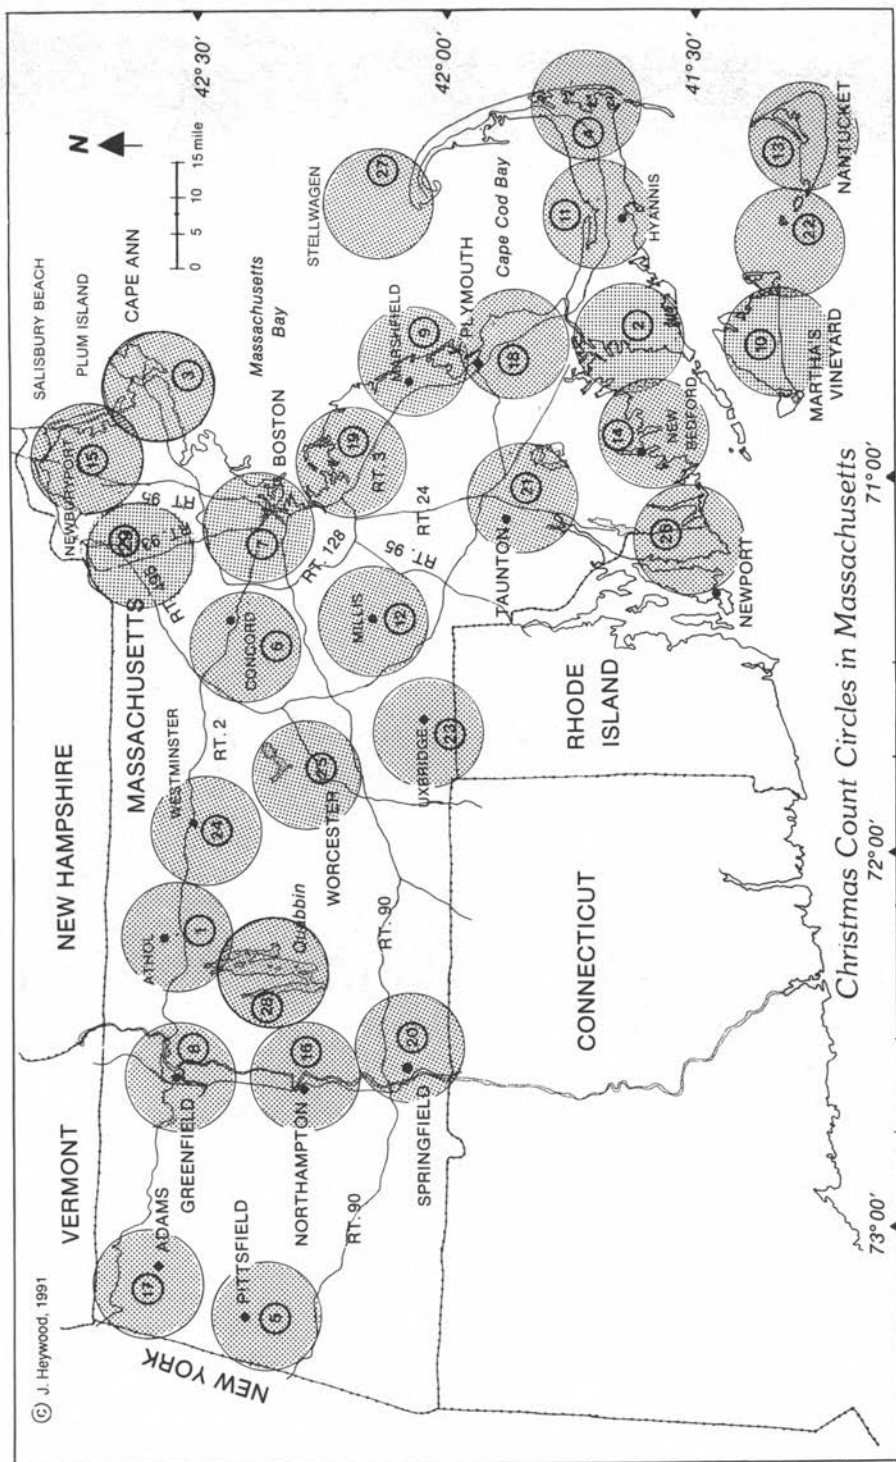 © J. Heywood, 1991
VERMONT
NEW HAMPSHIRE
MASSACHUSETTS
NEW YORK
CONNECTICUT
RHODE
ISLAND
SALISBURY BEACH
PLUM ISLAND
CAPE ANN
NEWBURYPORT
N
0 5 10 15 mile
Massachusetts
Bay
STELLWAGEN
Cape Cod Bay
BOSTON
MARSHFIELD
PLYMOUTH
HYANNIS
NANTUCKET
MARTHA'S
VINEYARD
NEW
BEDFORD
NEWPORT
TAUNTON
MILLIS
CONCORD
WESTMINSTER
WORCESTER
UXBRIDGE
ATHOL
Quabbin
GREENFIELD
NORTHAMPTON
SPRINGFIELD
ADAMS
PITTSFIELD
RT. 2
RT. 90
RT. 90
RT. 495
RT. 93
RT 95
RT. 128
RT. 95
RT. 24
RT. 3
17
5
8
16
20
1
28
24
25
23
6
12
7
15
3
19
9
18
21
14
26
2
11
4
27
10
22
13
42°30'
42°00'
41°30'
73°00'
72°00'
71°00'
Christmas Count Circles in Massachusetts